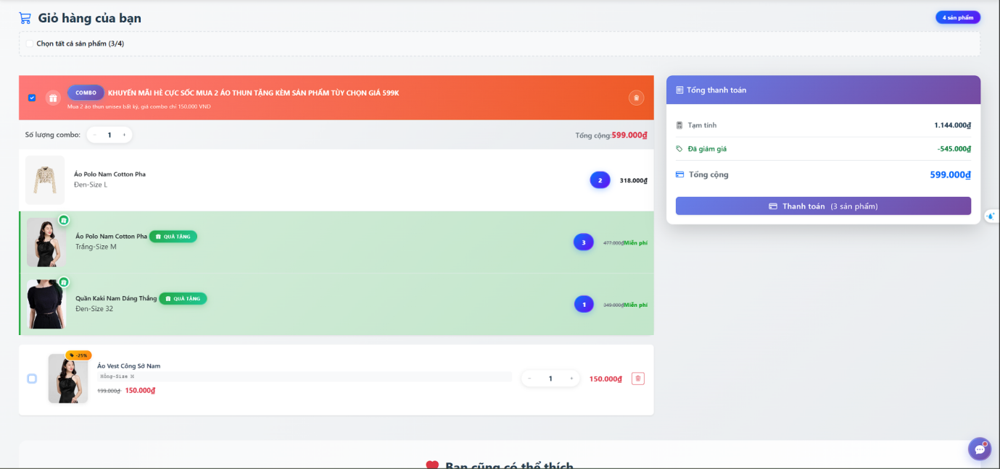 Giỏ hàng của bạn
4 sản phẩm
Chọn tất cả sản phẩm (3/4)
COMBO KHUYẾN MÃI HÈ CỰC SỐC MUA 2 ÁO THUN TẶNG KÈM SẢN PHẨM TÙY CHỌN GIÁ 599K
Mua 2 áo thun unisex bất kỳ, giá combo chỉ 150,000 VND
Số lượng combo: - 1 +
Tổng cộng:599.000₫
Áo Polo Nam Cotton Pha
Đen-Size L
2 318.000₫
Áo Polo Nam Cotton Pha QUÀ TẶNG
Trắng-Size M
3 477.000₫Miễn phí
Quần Kaki Nam Dáng Thẳng QUÀ TẶNG
Đen-Size 32
1 349.000₫Miễn phí
-25%
Áo Vest Công Sở Nam
Hồng-Size M
199.000₫ 150.000₫
- 1 + 150.000₫
Tổng thanh toán
Tạm tính 1.144.000₫
Đã giảm giá -545.000₫
Tổng cộng 599.000₫
Thanh toán (3 sản phẩm)
Bạn cũng có thể thích